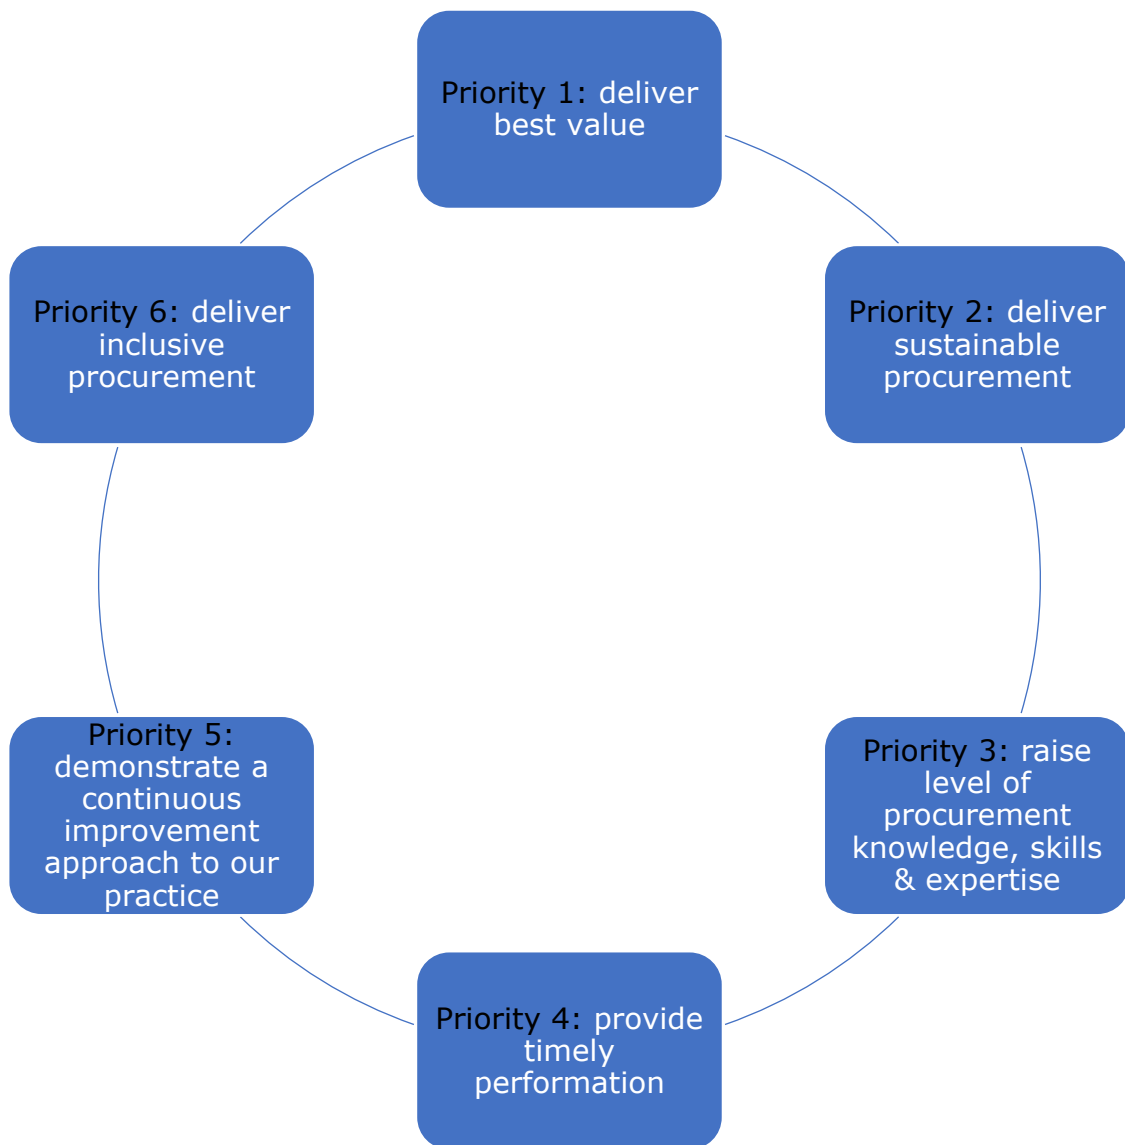 Priority 1: deliver
best value
Priority 2: deliver
sustainable
procurement
Priority 3: raise
level of
procurement
knowledge, skills
& expertise
Priority 4: provide
timely
performation
Priority 5:
demonstrate a
continuous
improvement
approach to our
practice
Priority 6: deliver
inclusive
procurement